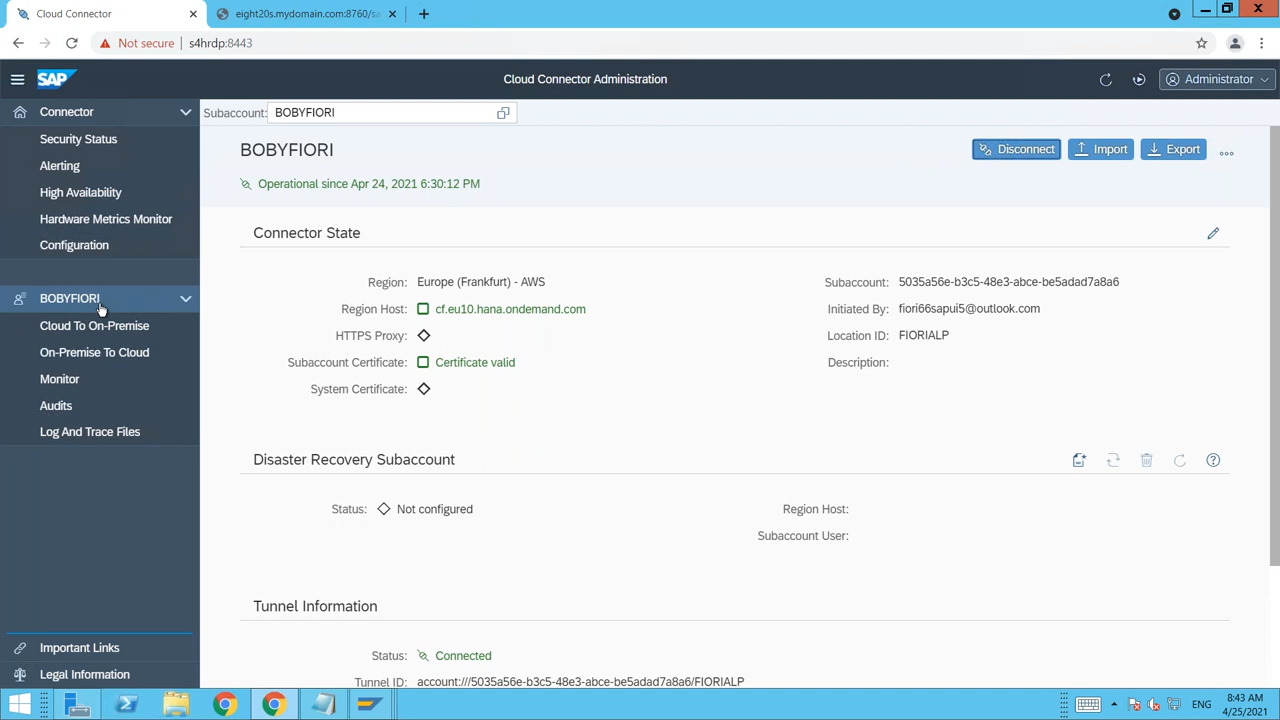 Cloud Connector
eight20s.mydomain.com:8760/sa
Not secure
s4hrdp:8443
SAP
Cloud Connector Administration
Administrator
Connector
Security Status
Alerting
High Availability
Hardware Metrics Monitor
Configuration
BOBYFIORI
Cloud To On-Premise
On-Premise To Cloud
Monitor
Audits
Log And Trace Files
Important Links
Legal Information
Subaccount: BOBYFIORI
BOBYFIORI
Disconnect
Import
Export
Operational since Apr 24, 2021 6:30:12 PM
Connector State
Region: Europe (Frankfurt) - AWS
Region Host: cf.eu10.hana.ondemand.com
HTTPS Proxy:
Subaccount Certificate: Certificate valid
System Certificate:
Subaccount: 5035a56e-b3c5-48e3-abce-be5adad7a8a6
Initiated By: fiori66sapui5@outlook.com
Location ID: FIORIALP
Description:
Disaster Recovery Subaccount
Status: Not configured
Region Host:
Subaccount User:
Tunnel Information
Status: Connected
Tunnel ID: account:///5035a56e-b3c5-48e3-abce-be5adad7a8a6/FIORIALP
ENG
8:43 AM
4/25/2021